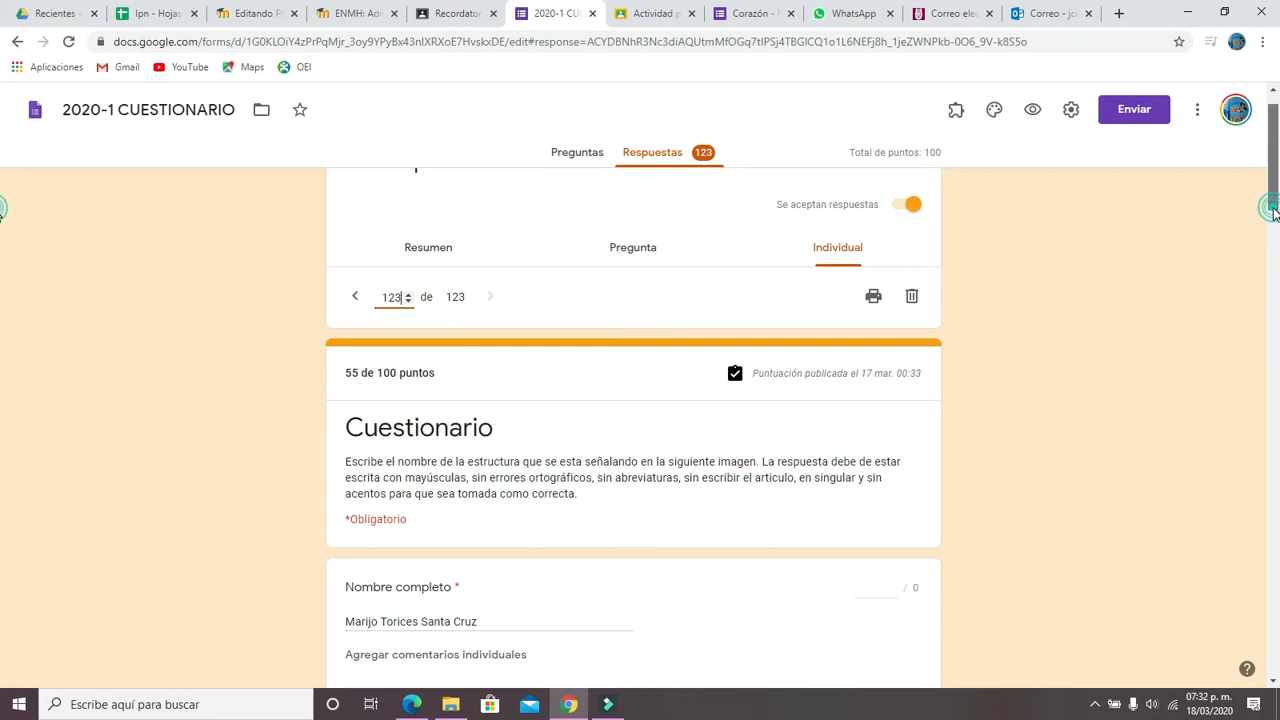 Recientes - G
Ipn - Hojas
Editando P
ENMH: Adm
Recordator
2020-1 CU
Actividad p
Corazón - A
WhatsApp
Correo ele
Correo - jc
docs.google.com/forms/d/1G0KLOiY4zPrPqMjr_3oy9YPyBx43nIXRXoE7HvskxDE/edit#response=ACYDBNhR3Nc3diAQUtmMfOGq7tIPSj4TBGlCQ1o1L6NEFj8h_1jeZWNPkb-0O6_9V-k8S5o
Aplicaciones
Gmail
YouTube
Maps
OEI
2020-1 CUESTIONARIO
Enviar
Preguntas
Respuestas 123
Total de puntos: 100
Se aceptan respuestas
Resumen
Pregunta
Individual
123 de 123
55 de 100 puntos
Puntuación publicada el 17 mar. 00:33
Cuestionario
Escribe el nombre de la estructura que se esta señalando en la siguiente imagen. La respuesta debe de estar
escrita con mayúsculas, sin errores ortográficos, sin abreviaturas, sin escribir el articulo, en singular y sin
acentos para que sea tomada como correcta.
*Obligatorio
Nombre completo *
/ 0
Marijo Torices Santa Cruz
Agregar comentarios individuales
Escribe aquí para buscar
07:32 p. m.
18/03/2020